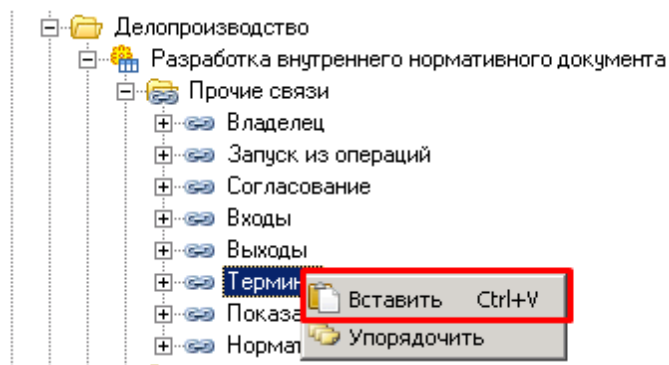 Делопроизводство
Разработка внутреннего нормативного документа
Прочие связи
Владелец
Запуск из операций
Согласование
Входы
Выходы
Вставить Ctrl+V
Упорядочить